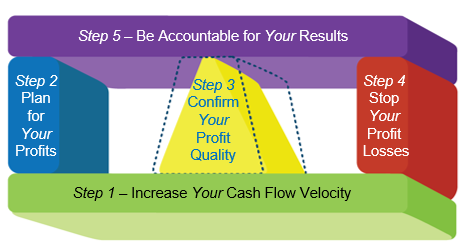 Step 5 – Be Accountable for Your Results
Step 2
Plan
for
Your
Profits
Step 3
Confirm
Your
Profit
Quality
Step 4
Stop
Your
Profit
Losses
Step 1 – Increase Your Cash Flow Velocity